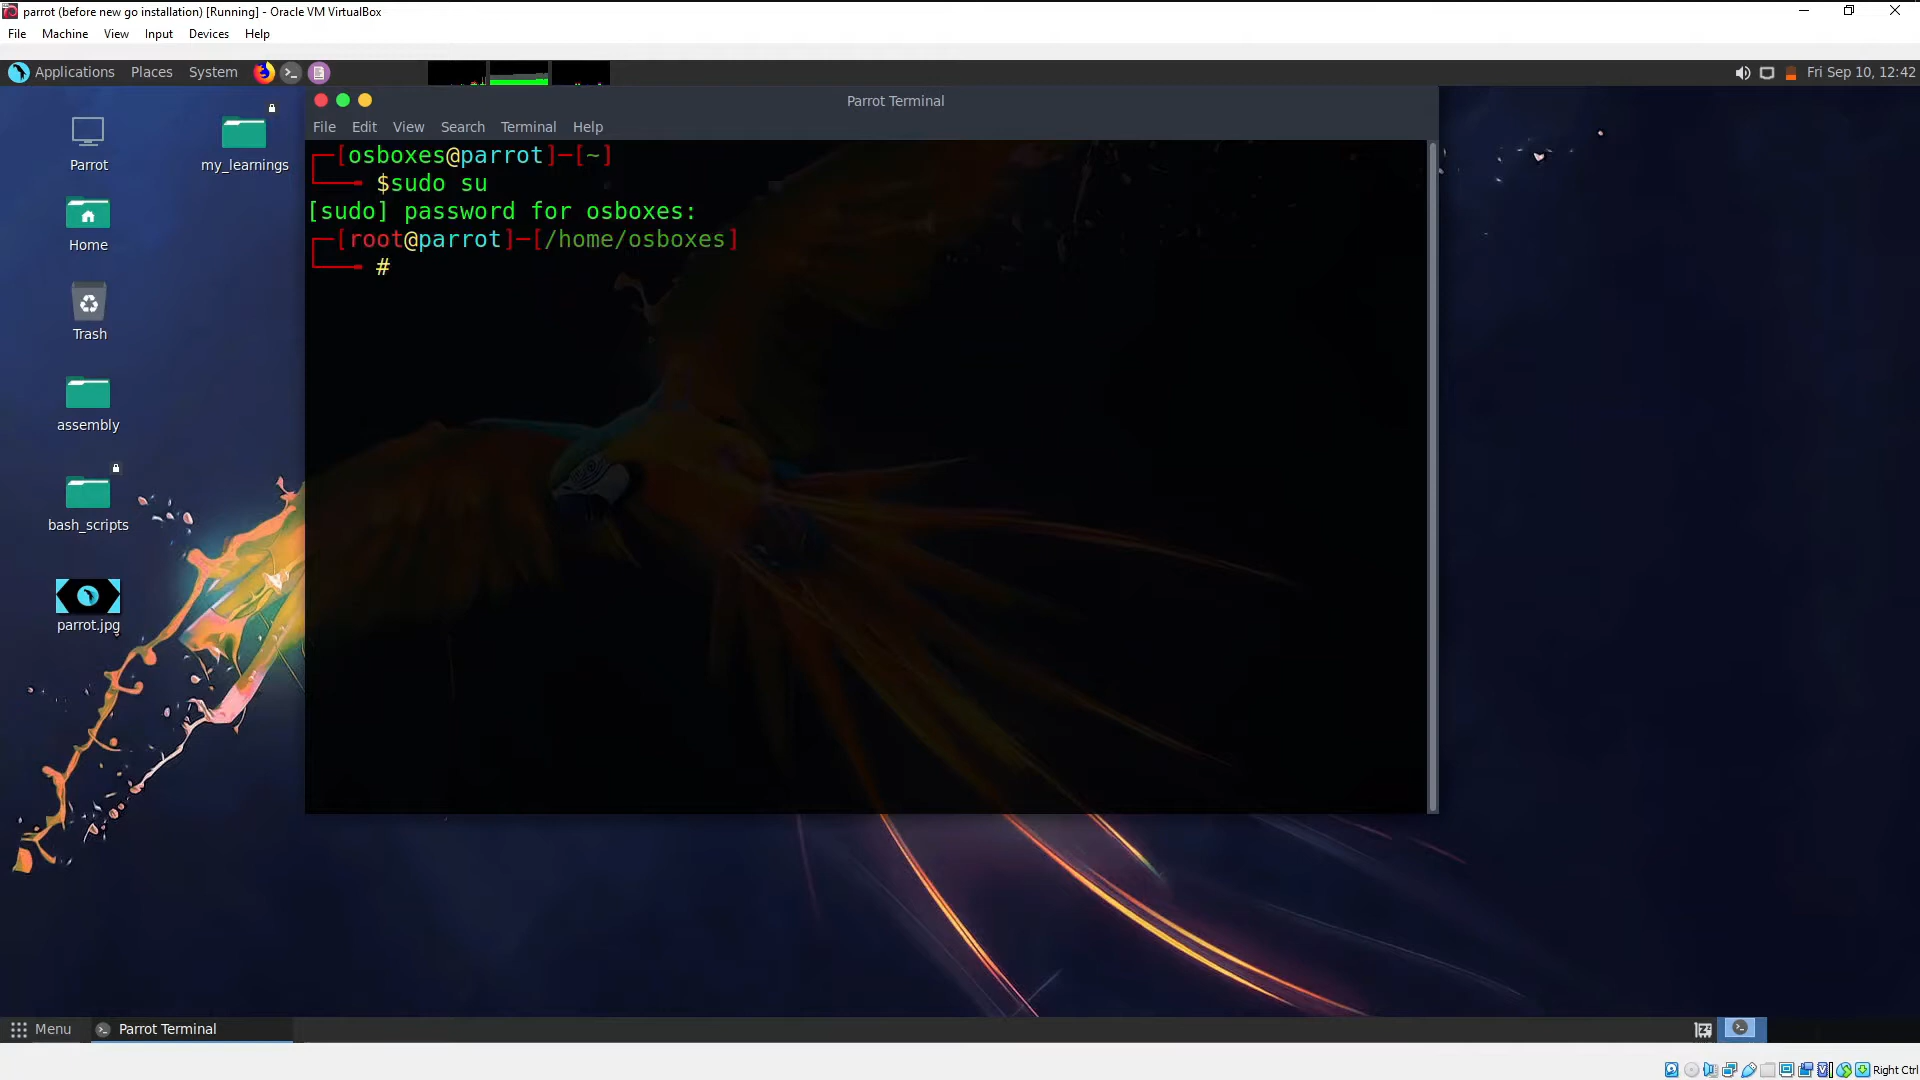 parrot (before new go installation) [Running] - Oracle VM VirtualBox
File Machine View Input Devices Help
Applications Places System
Fri Sep 10, 12:42
Parrot Terminal
File Edit View Search Terminal Help
[osboxes@parrot]─[~]
$sudo su
[sudo] password for osboxes:
[root@parrot]─[/home/osboxes]
#
Parrot
my_learnings
Home
Trash
assembly
bash_scripts
parrot.jpg
Menu
Parrot Terminal
Right Ctrl